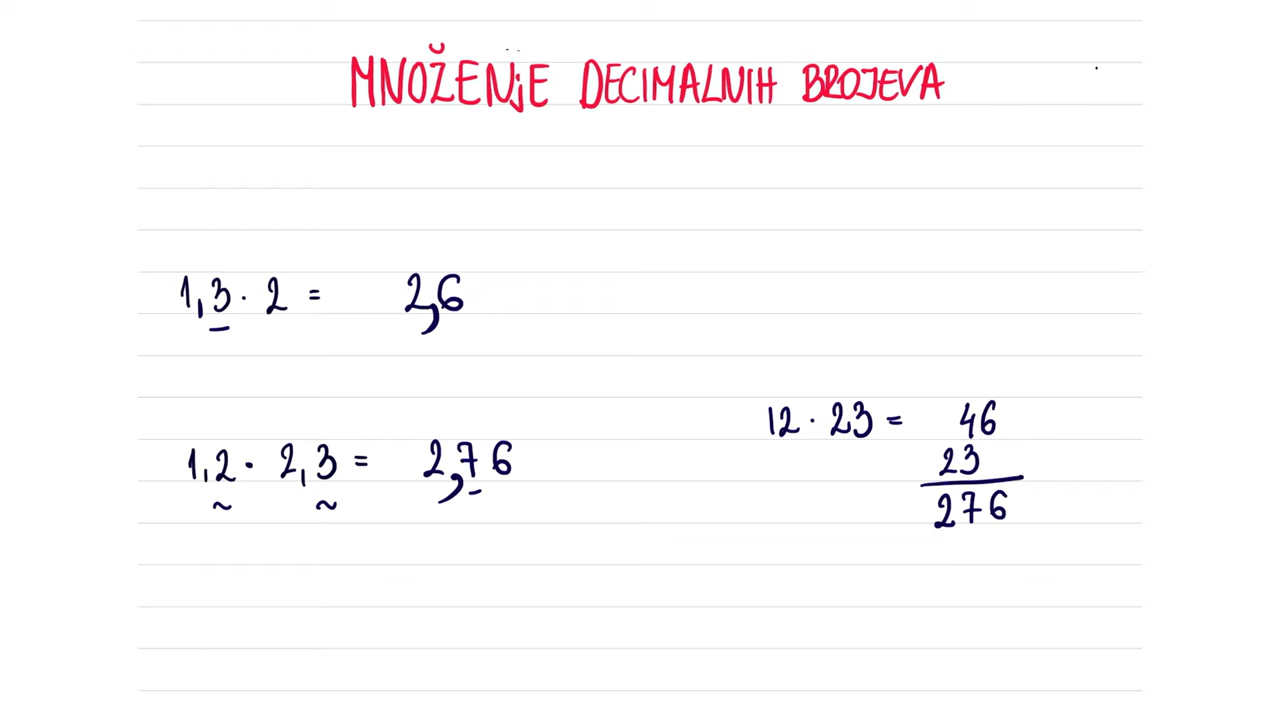 MNOŽENjE DECIMALNIH BROJEVA
1,3 · 2 = 2,6
1,2 · 2,3 = 2,76
12 · 23 = 46
23
276